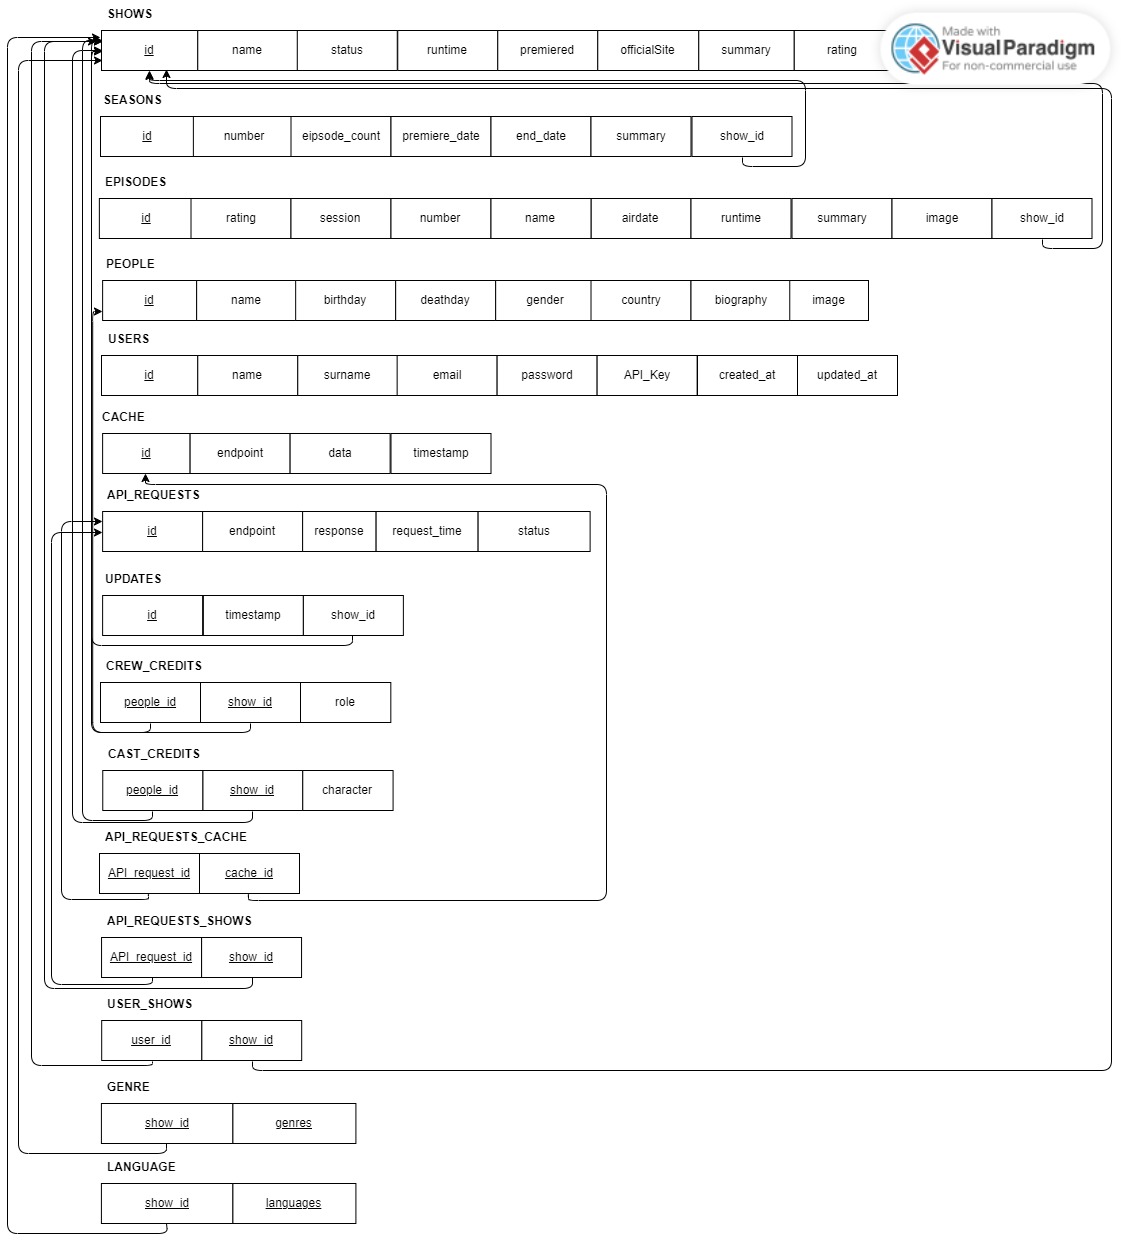 SHOWS
id name status runtime premiered officialSite summary rating
Made with
Visual Paradigm
For non-commercial use
SEASONS
id number eipsode_count premiere_date end_date summary show_id
EPISODES
id rating session number name airdate runtime summary image show_id
PEOPLE
id name birthday deathday gender country biography image
USERS
id name surname email password API_Key created_at updated_at
CACHE
id endpoint data timestamp
API_REQUESTS
id endpoint response request_time status
UPDATES
id timestamp show_id
CREW_CREDITS
people_id show_id role
CAST_CREDITS
people_id show_id character
API_REQUESTS_CACHE
API_request_id cache_id
API_REQUESTS_SHOWS
API_request_id show_id
USER_SHOWS
user_id show_id
GENRE
show_id genres
LANGUAGE
show_id languages